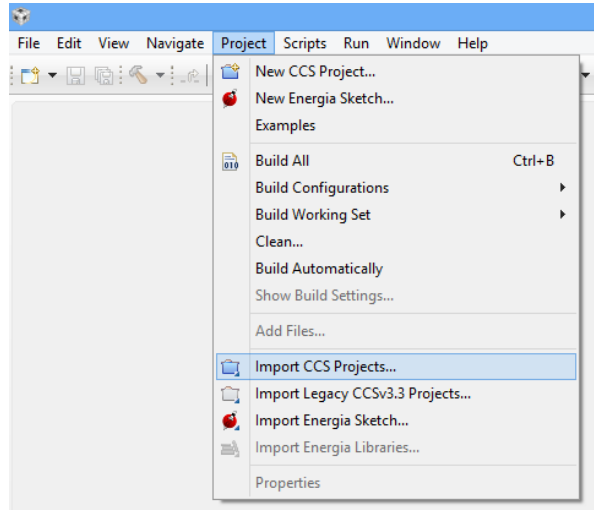 File Edit View Navigate Project Scripts Run Window Help
New CCS Project...
New Energia Sketch...
Examples
Build All Ctrl+B
Build Configurations
Build Working Set
Clean...
Build Automatically
Show Build Settings...
Add Files...
Import CCS Projects...
Import Legacy CCSv3.3 Projects...
Import Energia Sketch...
Import Energia Libraries...
Properties